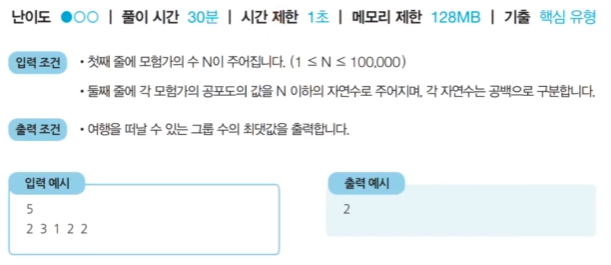 난이도 ●○○ | 풀이 시간 30분 | 시간 제한 1초 | 메모리 제한 128MB | 기출 핵심 유형
입력 조건 • 첫째 줄에 모험가의 수 N이 주어집니다. (1 ≤ N ≤ 100,000)
• 둘째 줄에 각 모험가의 공포도의 값을 N 이하의 자연수로 주어지며, 각 자연수는 공백으로 구분합니다.
출력 조건 • 여행을 떠날 수 있는 그룹 수의 최댓값을 출력합니다.
입력 예시
5
2 3 1 2 2
출력 예시
2